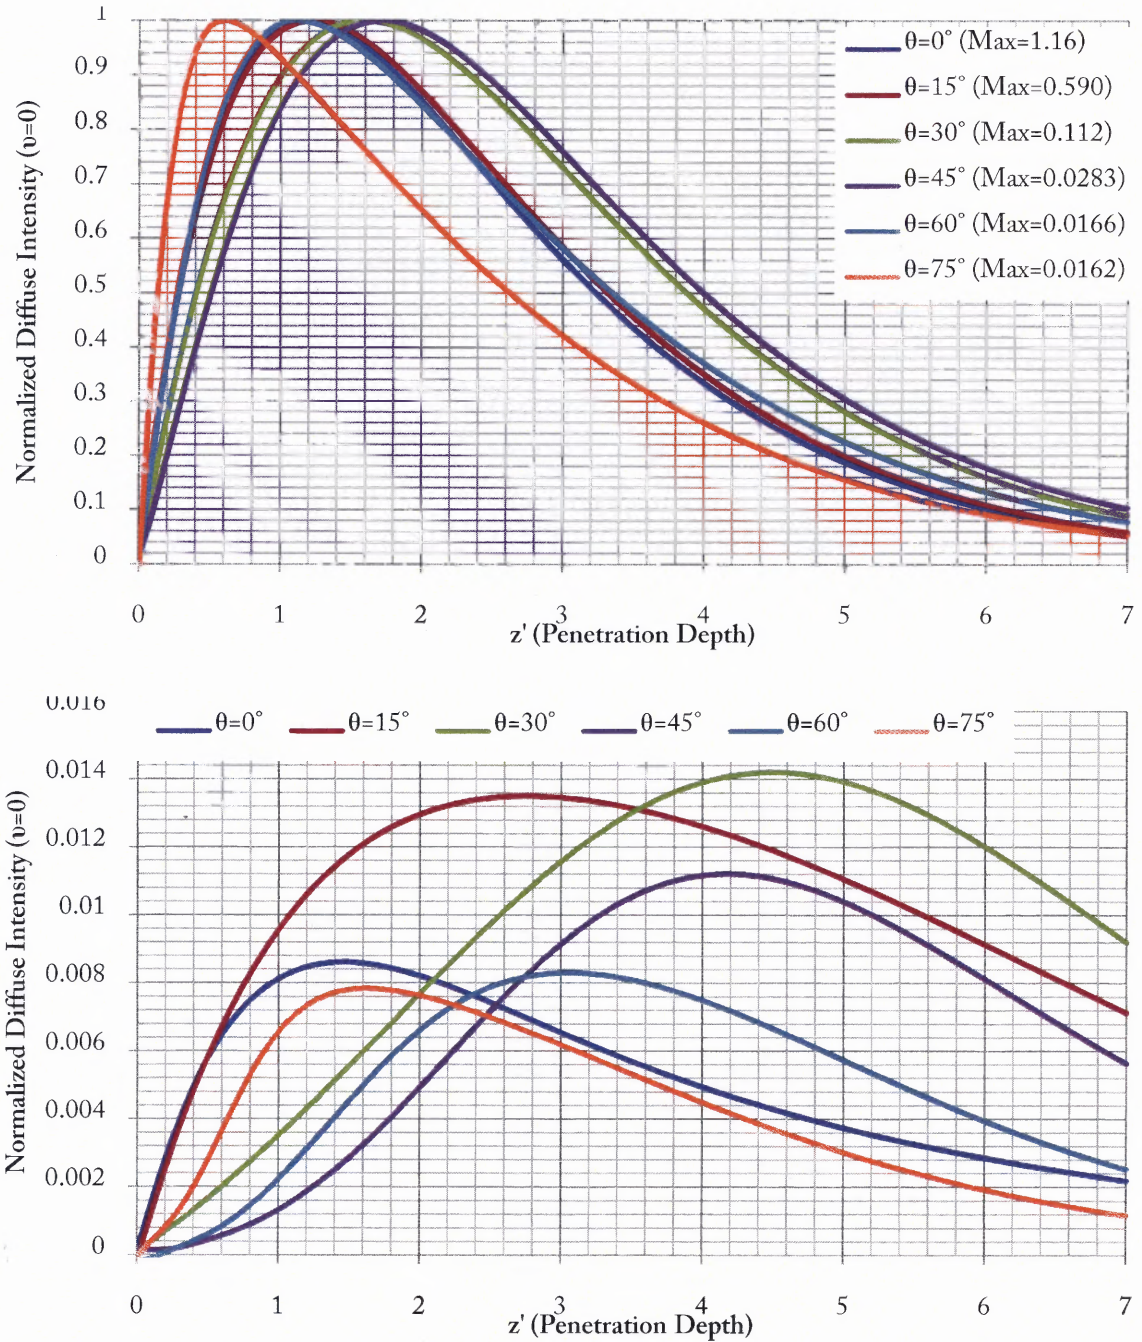 1
0.9
0.8
0.7
0.6
0.5
0.4
0.3
0.2
0.1
0
Normalized Diffuse Intensity (υ=0)
θ=0° (Max=1.16)
θ=15° (Max=0.590)
θ=30° (Max=0.112)
θ=45° (Max=0.0283)
θ=60° (Max=0.0166)
θ=75° (Max=0.0162)
0 1 2 3 4 5 6 7
z' (Penetration Depth)
0.016
θ=0° θ=15° θ=30° θ=45° θ=60° θ=75°
0.014
0.012
0.01
0.008
0.006
0.004
0.002
0
Normalized Diffuse Intensity (υ=0)
0 1 2 3 4 5 6 7
z' (Penetration Depth)